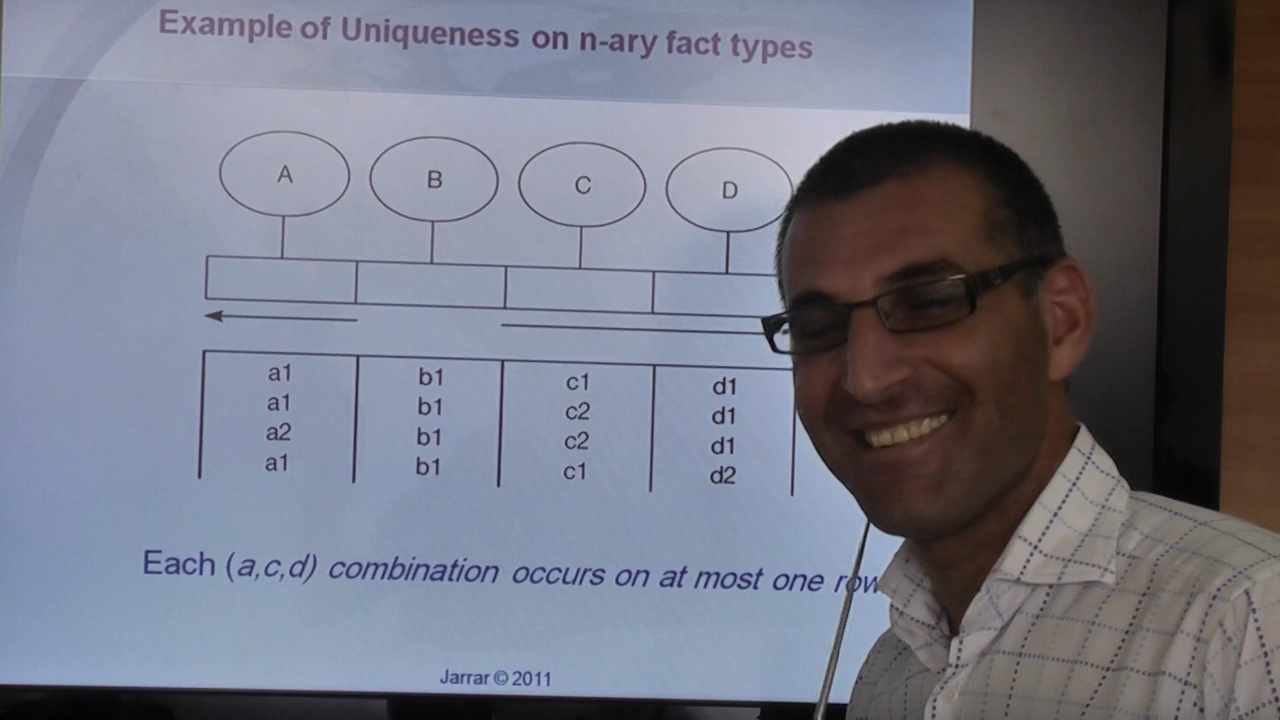 Example of Uniqueness on n-ary fact types
A B C D
a1 b1 c1 d1
a1 b1 c2 d1
a2 b1 c2 d1
a1 b1 c1 d2
Each (a,c,d) combination occurs on at most one row
Jarrar © 2011